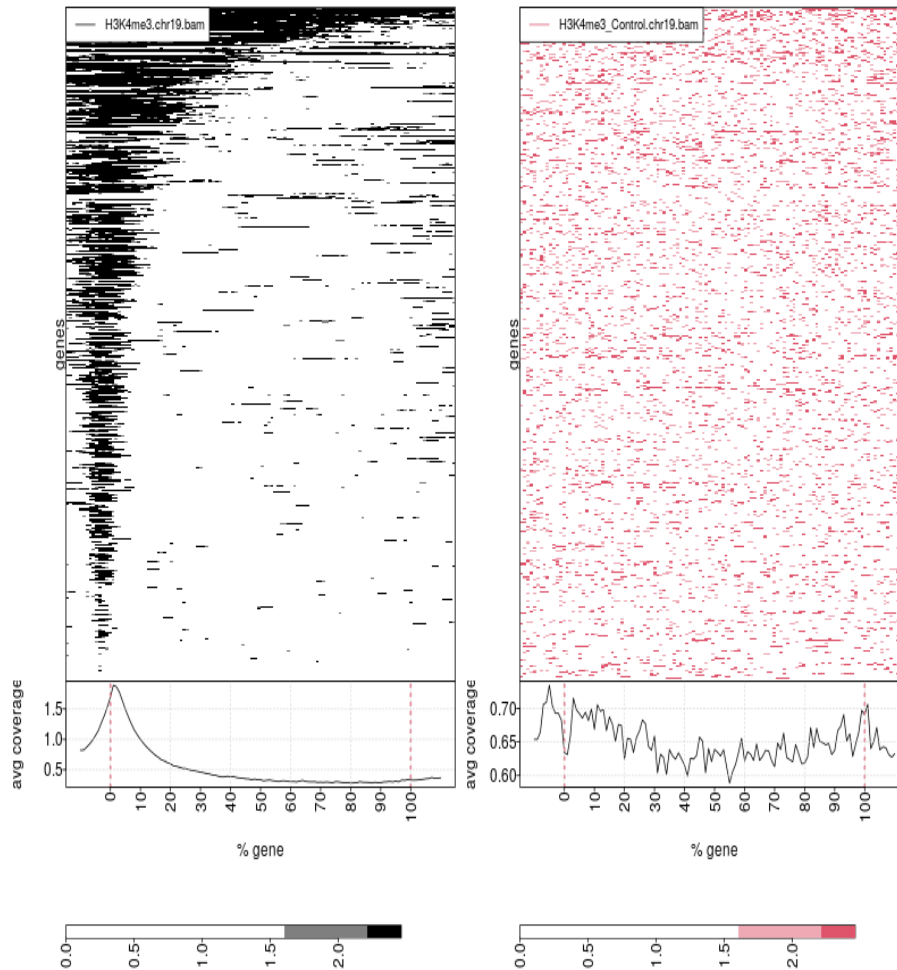 H3K4me3.chr19.bam
genes
avg coverage
1.5
1.0
0.5
0 10 20 30 40 50 60 70 80 90 100
% gene
0.0 0.5 1.0 1.5 2.0
H3K4me3_Control.chr19.bam
genes
avg coverage
0.70
0.65
0.60
0 10 20 30 40 50 60 70 80 90 100
% gene
0.0 0.5 1.0 1.5 2.0